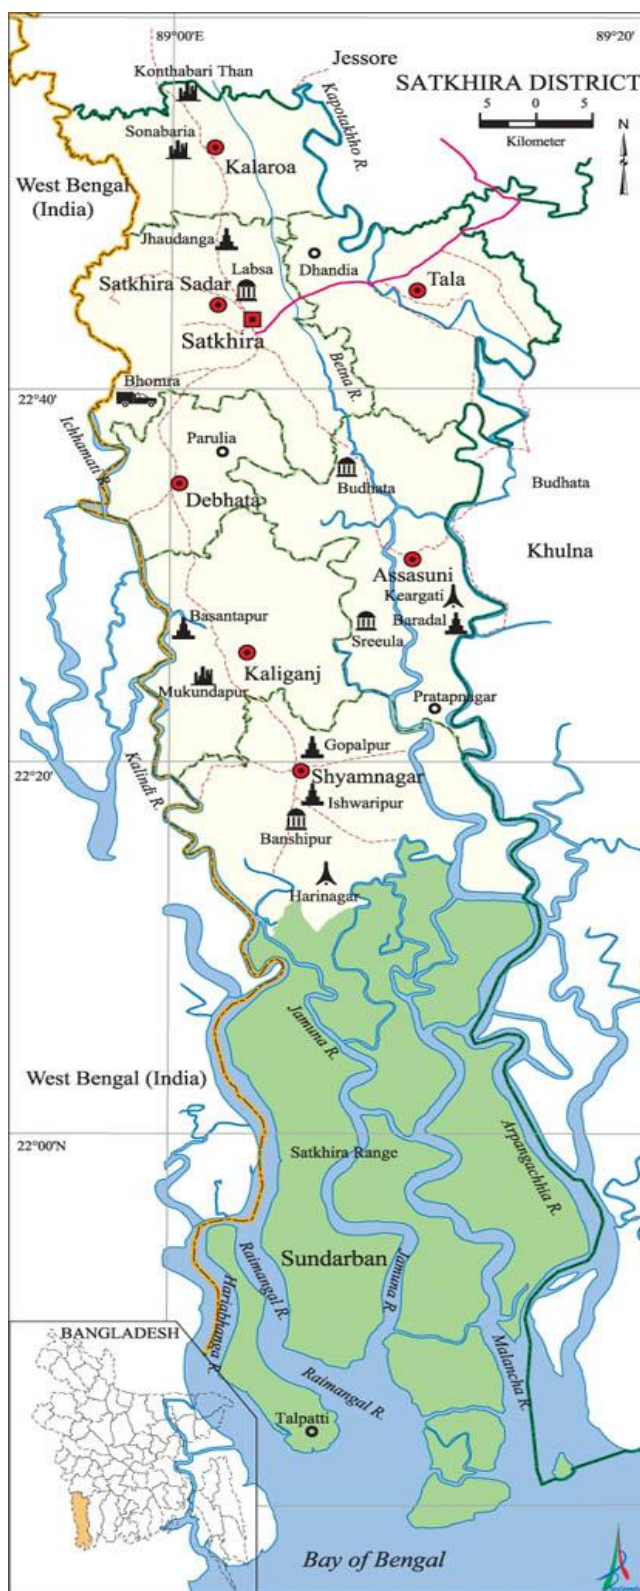 89°00'E
89°20'
Jessore
Konthabari Than
SATKHIRA DISTRICT
5 0 5
Kilometer
N
Kapotakhho R.
Sonabaria
Kalaroa
West Bengal
(India)
Jhaudanga
Labsa
Dhandia
Satkhira Sadar
Tala
Satkhira
Betna R.
22°40'
Bhomra
Ichhamati R.
Parulia
Budhata
Budhata
Debhata
Khulna
Assasuni
Keargati
Basantapur
Sreeula
Baradal
Kaliganj
Mukundapur
Pratapnagar
Gopalpur
22°20'
Kalindi R.
Shyamnagar
Ishwaripur
Banshipur
Harinagar
Jamuna R.
West Bengal (India)
22°00'N
Satkhira Range
Arpangachhia R.
Sundarban
Raimangal R.
Jamuna R.
Hariabhanga R.
Malancha R.
BANGLADESH
Raimangal R.
Talpatti
Bay of Bengal